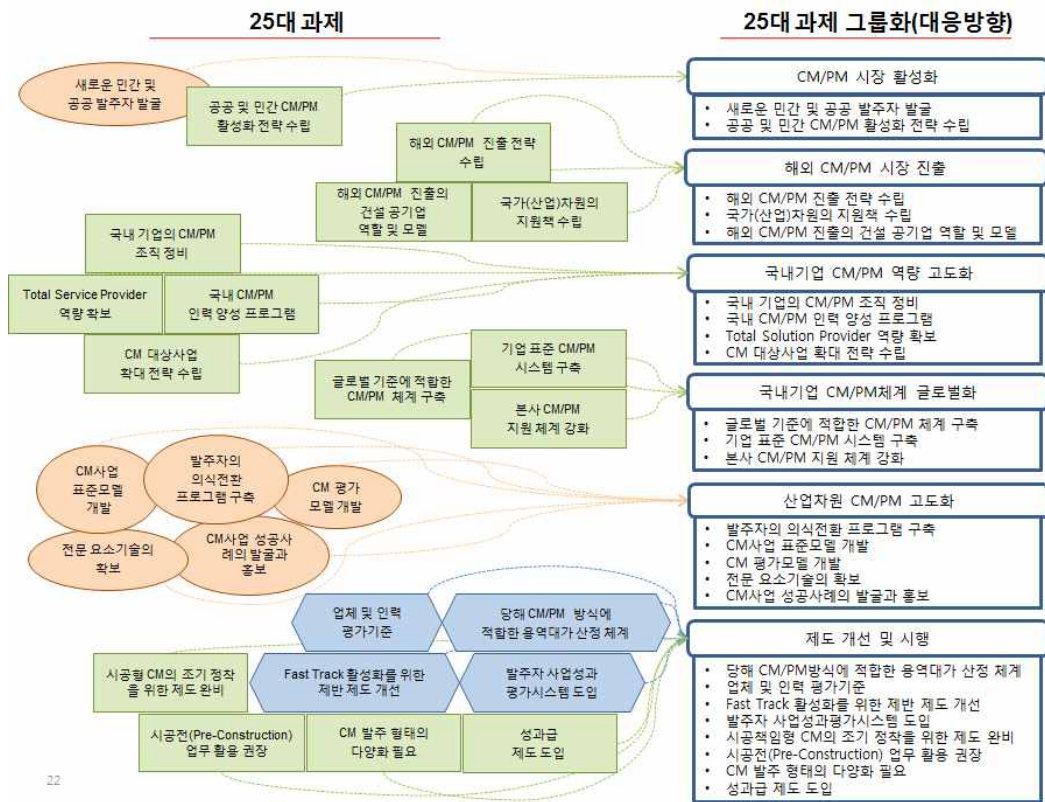 25대 과제
새로운 민간 및
공공 발주자 발굴
공공 및 민간 CM/PM
활성화 전략 수립
해외 CM/PM 진출 전략
수립
해외 CM/PM 진출의
건설 공기업
역할 및 모델
국가(산업)차원의
지원책 수립
국내 기업의 CM/PM
조직 정비
Total Service Provider
역량 확보
국내 CM/PM
인력 양성 프로그램
CM 대상사업
확대 전략 수립
글로벌 기준에 적합한
CM/PM 체계 구축
기업 표준 CM/PM
시스템 구축
본사 CM/PM
지원 체계 강화
CM사업
표준모델
개발
발주자의
의식전환
프로그램 구축
CM 평가
모델 개발
전문 요소기술의
확보
CM사업 성공사
례의 발굴과
홍보
업체 및 인력
평가기준
당해 CM/PM 방식에
적합한 용역대가 산정 체계
시공형 CM의 조기 정착
을 위한 제도 완비
Fast Track 활성화를 위한
제반 제도 개선
발주자 사업성과
평가시스템 도입
시공전(Pre-Construction)
업무 활용 권장
CM 발주 형태의
다양화 필요
성과급
제도 도입
22
25대 과제 그룹화(대응방향)
CM/PM 시장 활성화
• 새로운 민간 및 공공 발주자 발굴
• 공공 및 민간 CM/PM 활성화 전략 수립
해외 CM/PM 시장 진출
• 해외 CM/PM 진출 전략 수립
• 국가(산업)차원의 지원책 수립
• 해외 CM/PM 진출의 건설 공기업 역할 및 모델
국내기업 CM/PM 역량 고도화
• 국내 기업의 CM/PM 조직 정비
• 국내 CM/PM 인력 양성 프로그램
• Total Solution Provider 역량 확보
• CM 대상사업 확대 전략 수립
국내기업 CM/PM체계 글로벌화
• 글로벌 기준에 적합한 CM/PM 체계 구축
• 기업 표준 CM/PM 시스템 구축
• 본사 CM/PM 지원 체계 강화
산업차원 CM/PM 고도화
• 발주자의 의식전환 프로그램 구축
• CM사업 표준모델 개발
• CM 평가모델 개발
• 전문 요소기술의 확보
• CM사업 성공사례의 발굴과 홍보
제도 개선 및 시행
• 당해 CM/PM방식에 적합한 용역대가 산정 체계
• 업체 및 인력 평가기준
• Fast Track 활성화를 위한 제반 제도 개선
• 발주자 사업성과평가시스템 도입
• 시공책임형 CM의 조기 정착을 위한 제도 완비
• 시공전(Pre-Construction) 업무 활용 권장
• CM 발주 형태의 다양화 필요
• 성과급 제도 도입